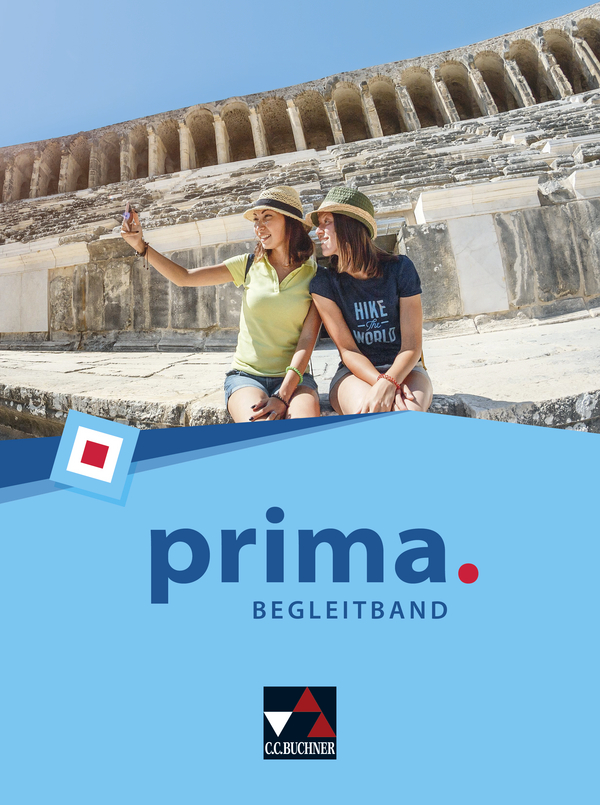 HIKE
The
WORLD
prima.
BEGLEITBAND
C.C.BUCHNER